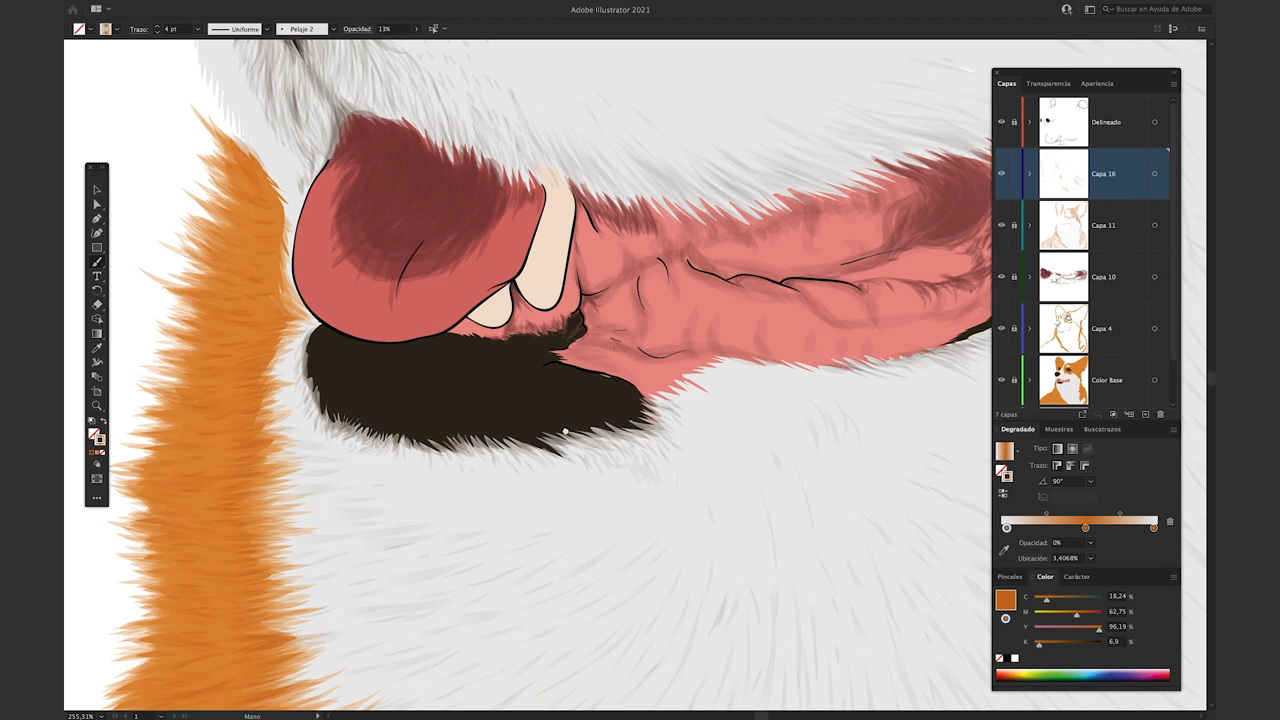 Adobe Illustrator 2021
Buscar en Ayuda de Adobe
Trazo: 4 pt Uniforme Pelaje 2 Opacidad: 13%
Capas Transparencia Apariencia
Delineado
Capa 16
Capa 11
Capa 10
Capa 4
Color Base
7 capas
Degradado Muestras Buscatrazos
Tipo:
Trazo:
90°
Opacidad: 0%
Ubicación: 3,4068%
Pinceles Color Carácter
C 18,24 %
M 62,75 %
Y 96,19 %
K 6,9 %
255,31% 1 Mano